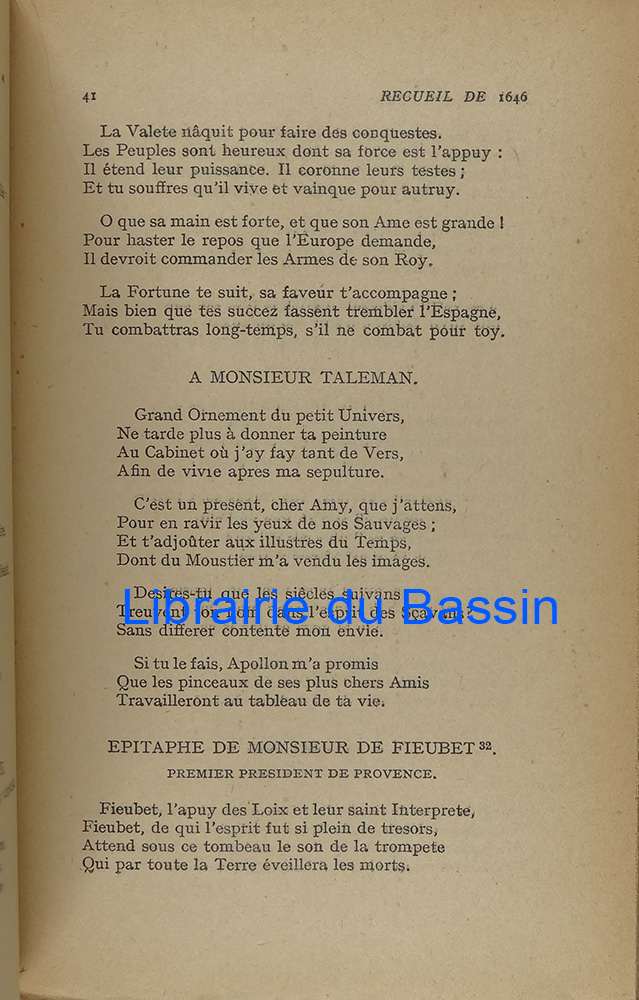 41 RECUEIL DE 1646
La Valete nâquit pour faire des conquestes.
Les Peuples sont heureux dont sa force est l'appuy :
Il étend leur puissance. Il coronne leurs testes ;
Et tu souffres qu'il vive et vainque pour autruy.
O que sa main est forte, et que son Ame est grande !
Pour haster le repos que l'Europe demande,
Il devroit commander les Armes de son Roy.
La Fortune te suit, sa faveur t'accompagne ;
Mais bien que tes succez fassent trembler l'Espagne,
Tu combattras long-temps, s'il ne combat pour toy.
A MONSIEUR TALEMAN.
Grand Ornement du petit Univers,
Ne tarde plus à donner ta peinture
Au Cabinet où j'ay fay tant de Vers,
Afin de vivre apres ma sepulture.
C'est un present, cher Amy, que j'attens,
Pour en ravir les yeux de nos Sauvages ;
Et t'adjoûter aux illustres du Temps,
Dont du Moustier m'a vendu les images.
Desires-tu que les siêcles suivans
Treuvent ton nom dans l'esprit des Sçavans ?
Librairie du Bassin
Sans differer contente mon envie.
Si tu le fais, Apollon m'a promis
Que les pinceaux de ses plus chers Amis
Travailleront au tableau de ta vie.
EPITAPHE DE MONSIEUR DE FIEUBET ³².
PREMIER PRESIDENT DE PROVENCE.
Fieubet, l'apuy des Loix et leur saint Interprete,
Fieubet, de qui l'esprit fut si plein de tresors,
Attend sous ce tombeau le son de la trompete
Qui par toute la Terre éveillera les morts.